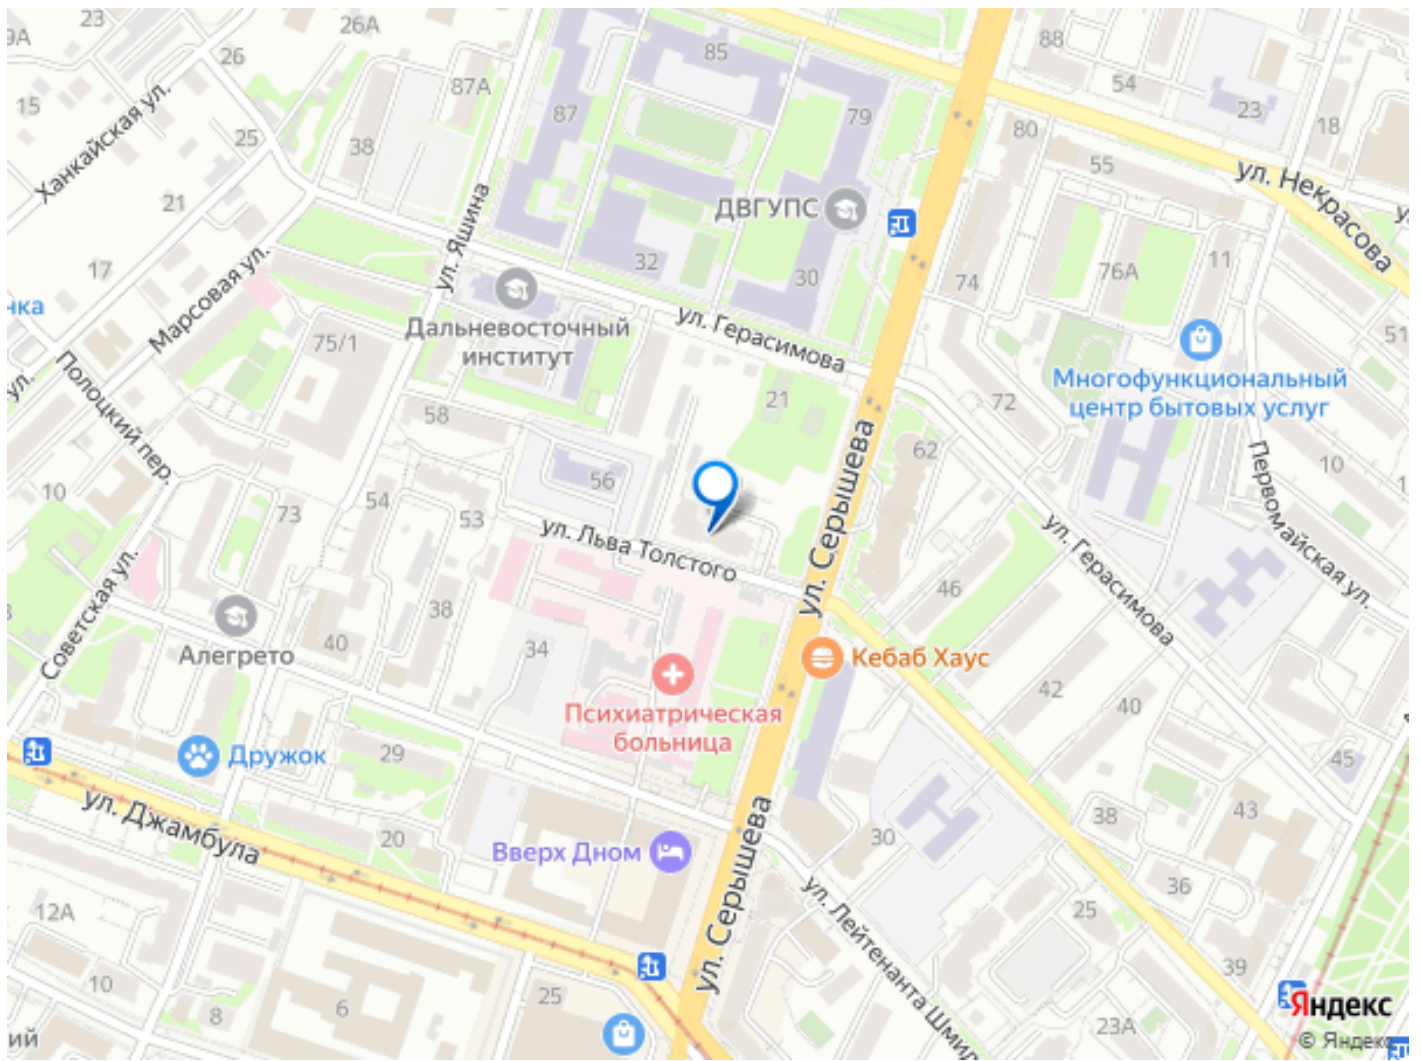 23
26А
88
9А
85
26
54
87А
23
15
87
79
18
80
25
38
55
Ханкайская ул.
ул. Некрасова
21
ул. Яшина
ДВГУПС
32
11
17
30
74
76А
Марсовая ул.
нка
ул. Герасимова
Дальневосточный
институт
75/1
51
Многофункциональный
центр бытовых услуг
ул.
Полоцкий пер.
58
21
72
62
10
56
10
54
73
53
ул. Серышева
Первомайская ул.
ул. Льва Толстого
ул. Герасимова
Советская ул.
46
38
40
34
Алегрето
Кебаб Хаус
42
40
Психиатрическая
больница
29
Дружок
45
ул. Джамбула
43
38
20
30
Вверх Дном
ул. Серышева
ул. Лейтенанта Шмир
36
12А
25
39
10
25
6
8
23А
ий
Яндекс
© Яндекс